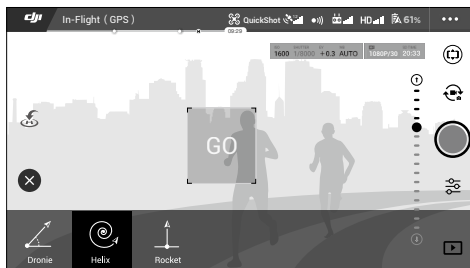 dji In-Flight ( GPS ) QuickShot HD 61%
09:29
1600 1/8000 +0.3 AUTO 1080P/30 20:33
GO
H
Dronie Helix Rocket